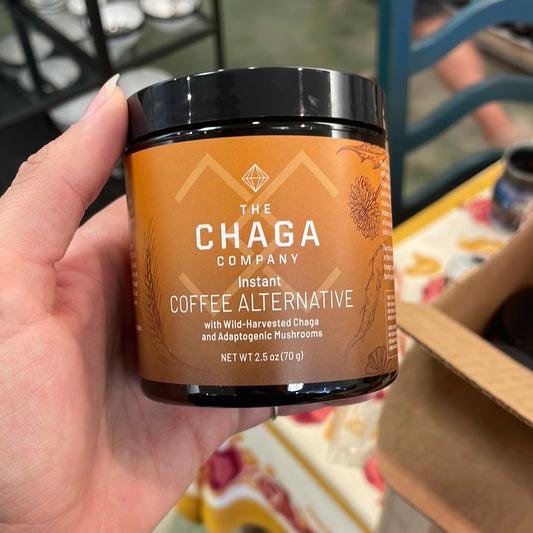 THE
CHAGA
COMPANY
Instant
COFFEE ALTERNATIVE
with Wild-Harvested Chaga
and Adaptogenic Mushrooms
NET WT 2.5 oz (70 g)